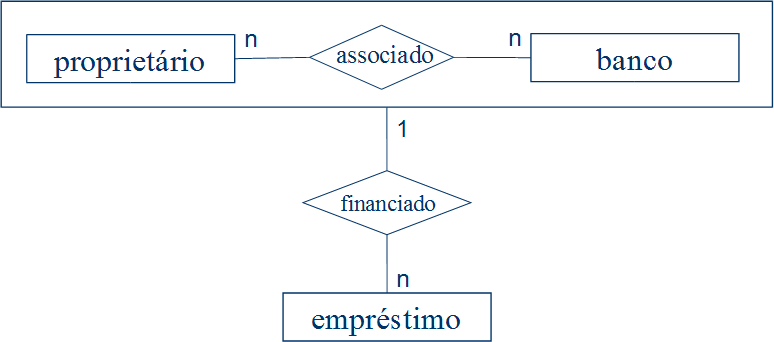 proprietário n associado n banco
1
financiado
n
empréstimo